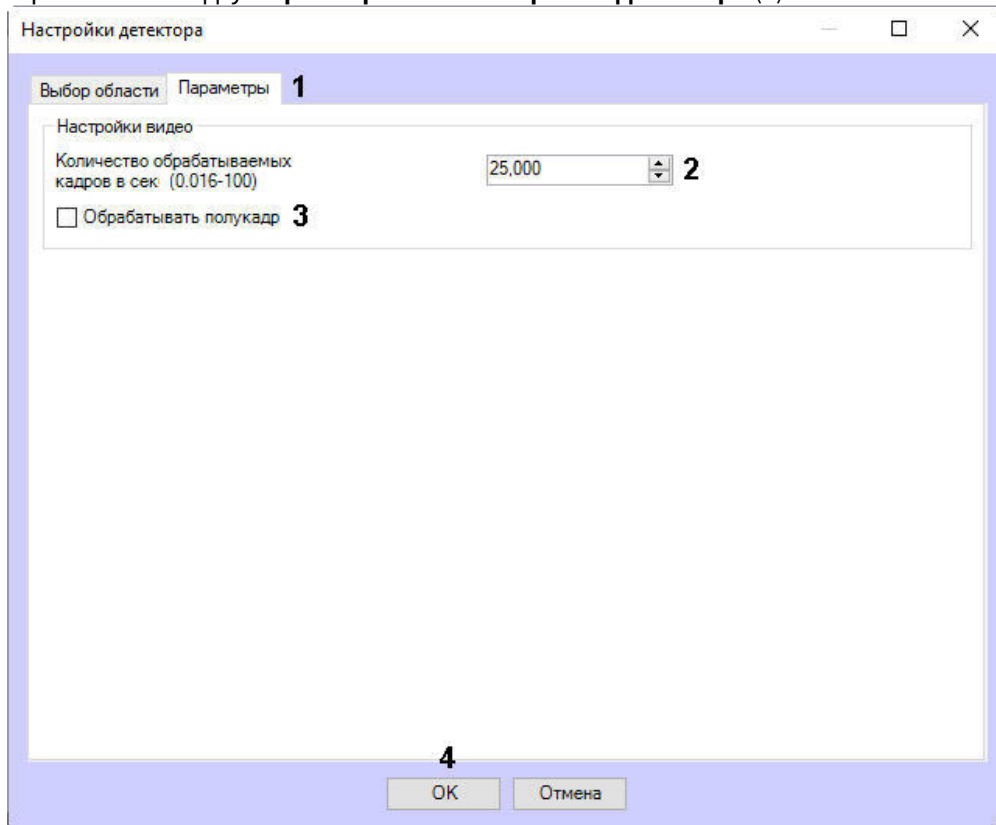 Настройки детектора
Выбор области Параметры 1
Настройки видео
Количество обрабатываемых
кадров в сек (0.016-100) 25,000 2
Обрабатывать полукадр 3
4
OK Отмена